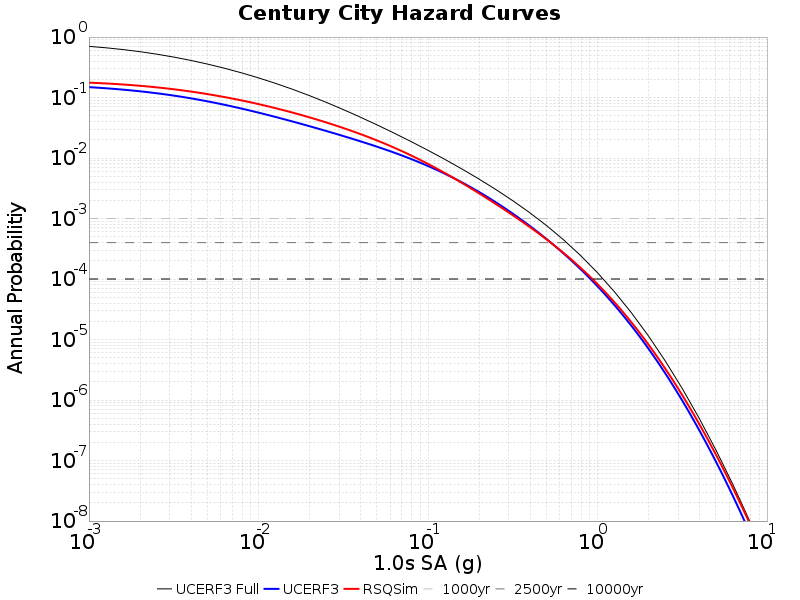 Century City Hazard Curves
Annual Probabilitiy
10^0
10^-1
10^-2
10^-3
10^-4
10^-5
10^-6
10^-7
10^-8
10^-3 10^-2 10^-1 10^0 10^1
1.0s SA (g)
UCERF3 Full UCERF3 RSQSim 1000yr 2500yr 10000yr